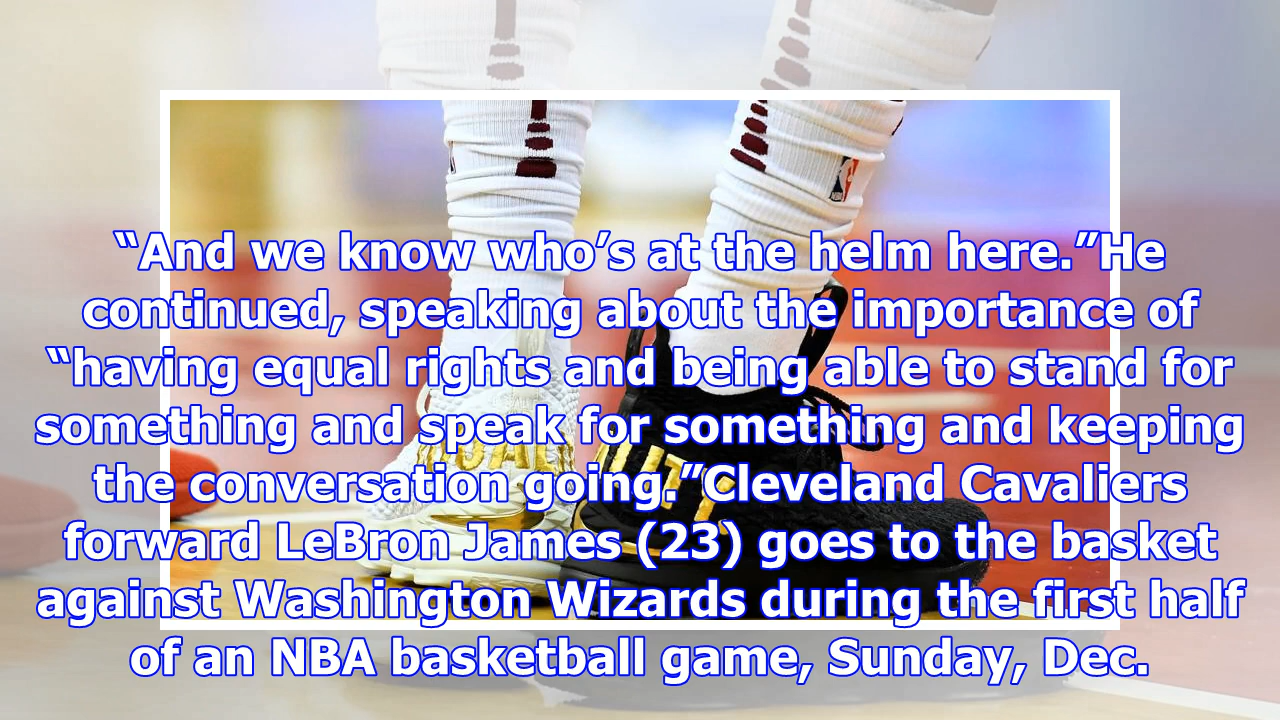 “And we know who’s at the helm here.”He
continued, speaking about the importance of
“having equal rights and being able to stand for
something and speak for something and keeping
the conversation going.”Cleveland Cavaliers
forward LeBron James (23) goes to the basket
against Washington Wizards during the first half
of an NBA basketball game, Sunday, Dec.